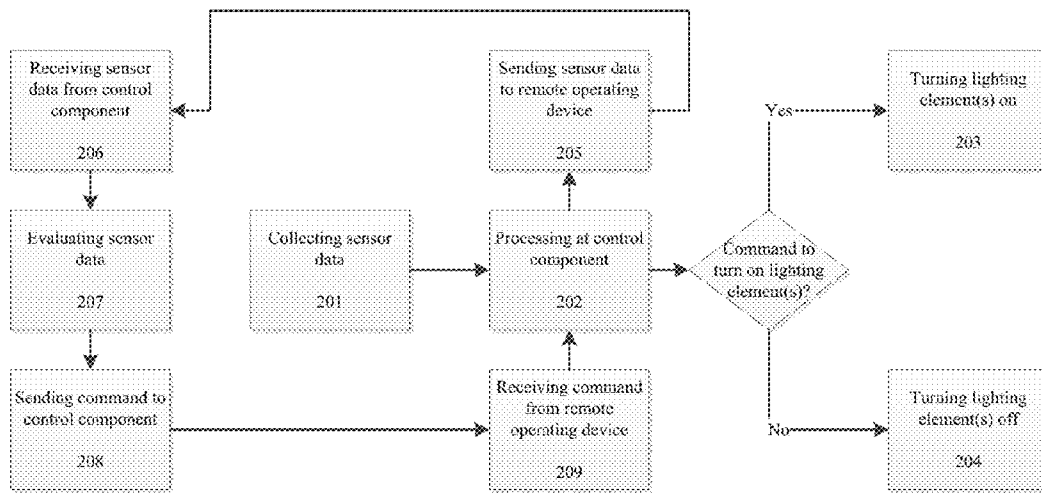 Receiving sensor
data from control
component
206
Sending sensor data
to remote operating
device
205
Turning lighting
element(s) on
203
Yes
Evaluating sensor
data
207
Collecting sensor
data
201
Processing at control
component
202
Command to
turn on lighting
element(s)?
Sending command to
control component
208
Receiving command
from remote
operating device
209
No
Turning lighting
element(s) off
204